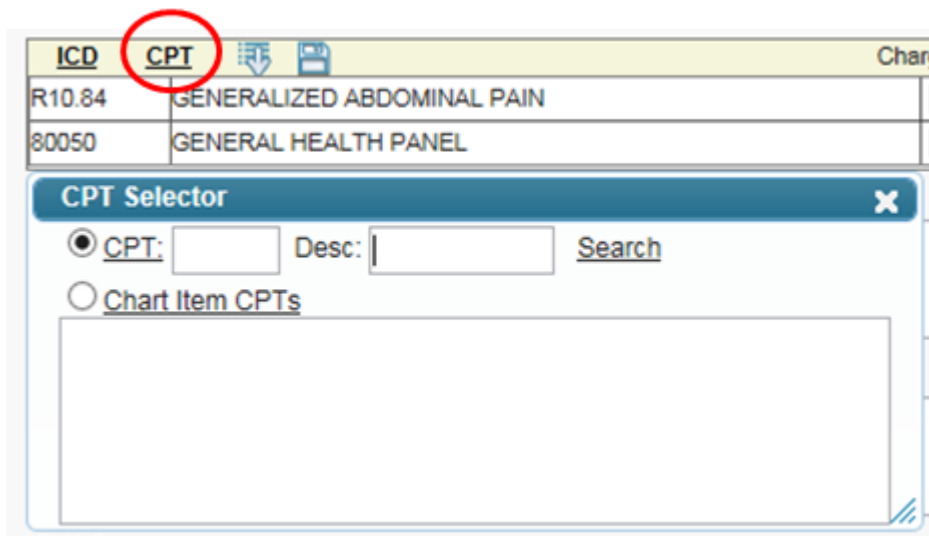 ICD CPT Char
R10.84 GENERALIZED ABDOMINAL PAIN
80050 GENERAL HEALTH PANEL
CPT Selector
CPT: Desc: Search
Chart Item CPTs